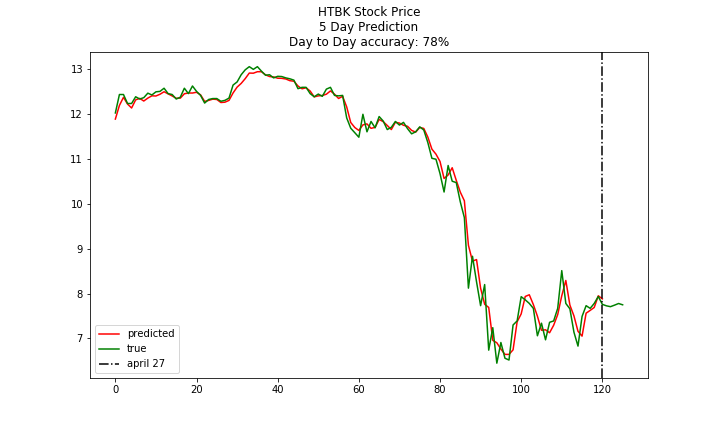 HTBK Stock Price
5 Day Prediction
Day to Day accuracy: 78%
13
12
11
10
9
8
7
predicted
true
april 27
0 20 40 60 80 100 120